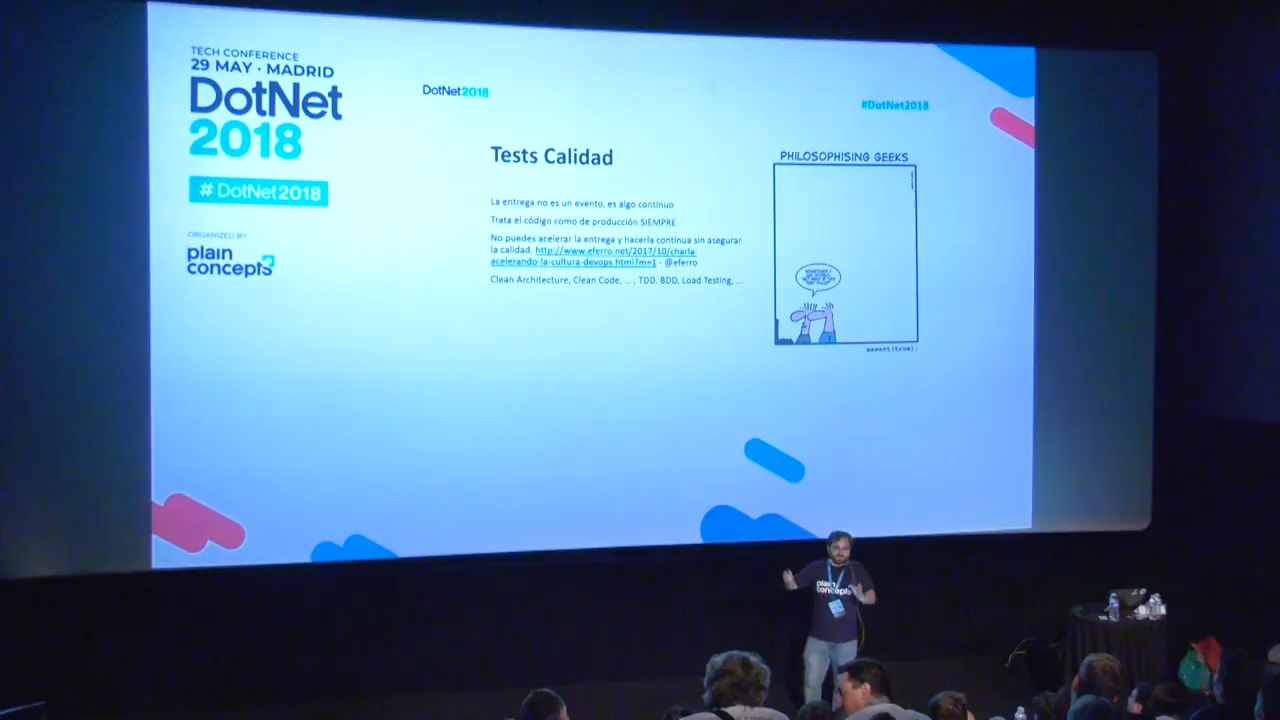 TECH CONFERENCE
29 MAY · MADRID
DotNet
2018
# DotNet2018
ORGANIZED BY
plain
concepts
DotNet2018
#DotNet2018
Tests Calidad
La entrega no es un evento, es algo continuo
Trata el código como de producción SIEMPRE
No puedes acelerar la entrega y hacerla continua sin asegurar
la calidad. http://www.eferro.net/2017/10/charla-
acelerando-la-cultura-devops.html?m=1 - @eferro
Clean Architecture, Clean Code, ... , TDD, BDD, Load Testing, ...
PHILOSOPHISING GEEKS
assert(true);
plain
concepts